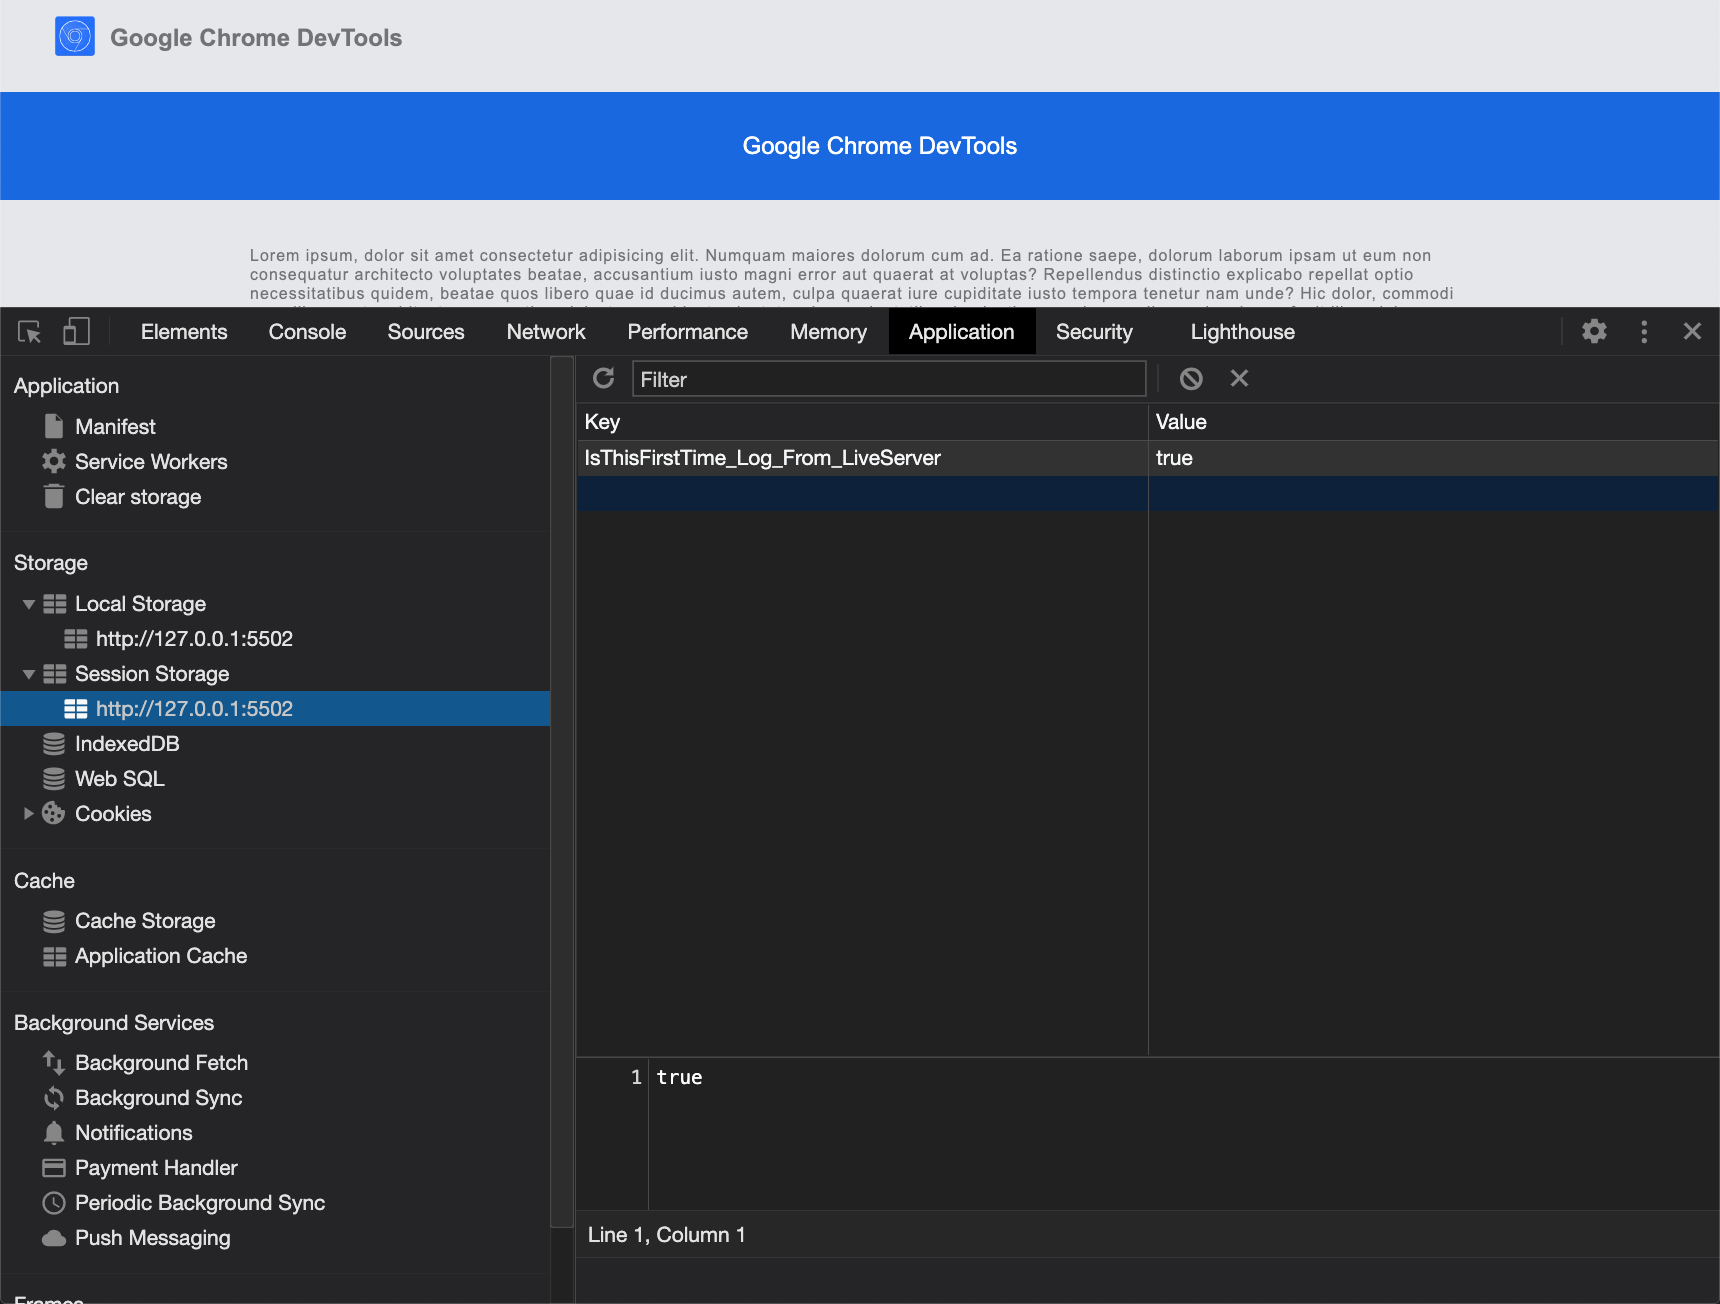 Google Chrome DevTools
Google Chrome DevTools
Lorem ipsum, dolor sit amet consectetur adipisicing elit. Numquam maiores dolorum cum ad. Ea ratione saepe, dolorum laborum ipsam ut eum non
consequatur architecto voluptates beatae, accusantium iusto magni error aut quaerat at voluptas? Repellendus distinctio explicabo repellat optio
necessitatibus quidem, beatae quos libero quae id ducimus autem, culpa quaerat iure cupiditate iusto tempora tenetur nam unde? Hic dolor, commodi
Elements Console Sources Network Performance Memory Application Security Lighthouse
Application
Manifest
Service Workers
Clear storage
Storage
Local Storage
http://127.0.0.1:5502
Session Storage
http://127.0.0.1:5502
IndexedDB
Web SQL
Cookies
Cache
Cache Storage
Application Cache
Background Services
Background Fetch
Background Sync
Notifications
Payment Handler
Periodic Background Sync
Push Messaging
Frames
Filter
Key Value
IsThisFirstTime_Log_From_LiveServer true
1 true
Line 1, Column 1